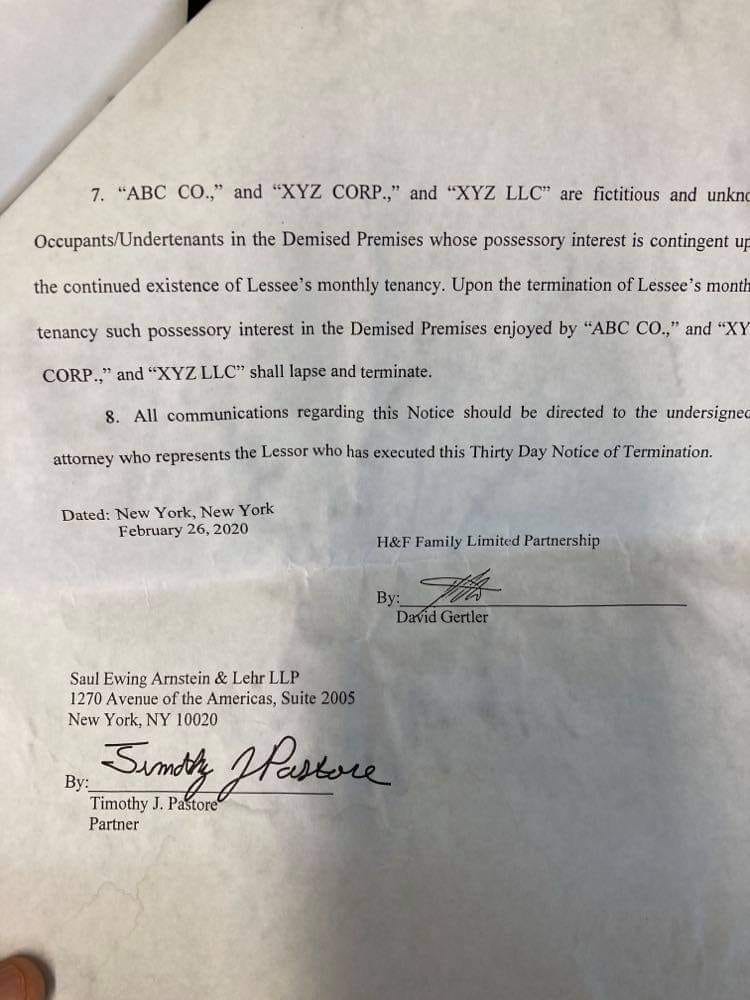 7. “ABC CO.,” and “XYZ CORP.,” and “XYZ LLC” are fictitious and
Occupants/Undertenants in the Demised Premises whose possessory interest is contingent
the continued existence of Lessee’s monthly tenancy. Upon the termination of Lessee’s
tenancy such possessory interest in the Demised Premises enjoyed by “ABC CO.,” and
CORP.,” and “XYZ LLC” shall lapse and terminate.
8. All communications regarding this Notice should be directed to the
attorney who represents the Lessor who has executed this Thirty Day Notice of Termination.
Dated: New York, New York
February 26, 2020
H&F Family Limited Partnership
By:
David Gertler
Saul Ewing Arnstein & Lehr LLP
1270 Avenue of the Americas, Suite 2005
New York, NY 10020
Timothy J Pastore
By:
Timothy J. Pastore
Partner